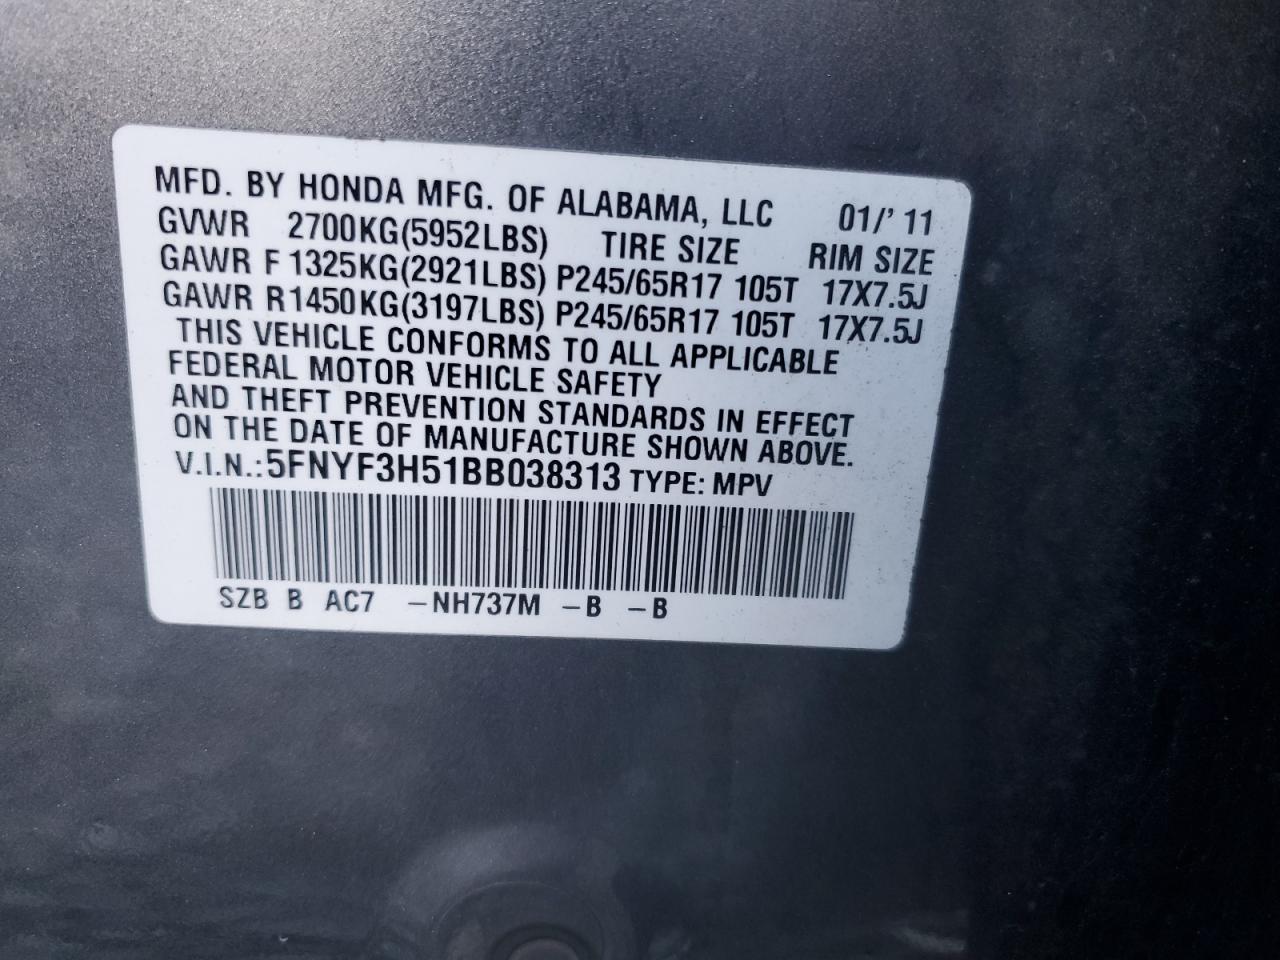 MFD. BY HONDA MFG. OF ALABAMA, LLC 01/' 11
GVWR 2700KG(5952LBS) TIRE SIZE RIM SIZE
GAWR F 1325KG(2921LBS) P245/65R17 105T 17X7.5J
GAWR R1450KG(3197LBS) P245/65R17 105T 17X7.5J
THIS VEHICLE CONFORMS TO ALL APPLICABLE
FEDERAL MOTOR VEHICLE SAFETY
AND THEFT PREVENTION STANDARDS IN EFFECT
ON THE DATE OF MANUFACTURE SHOWN ABOVE.
V.I.N.:5FNYF3H51BB038313 TYPE: MPV
SZB B AC7 –NH737M –B –B